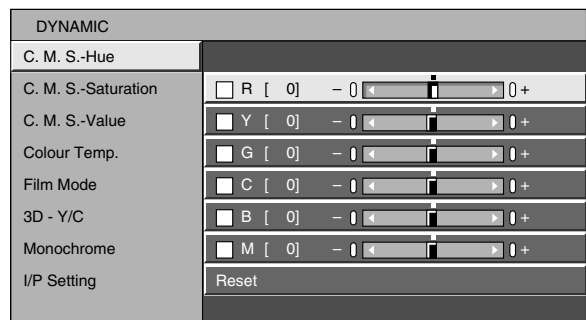 DYNAMIC
C. M. S.-Hue
C. M. S.-Saturation R [ 0] – +
C. M. S.-Value Y [ 0] – +
Colour Temp. G [ 0] – +
Film Mode C [ 0] – +
3D - Y/C B [ 0] – +
Monochrome M [ 0] – +
I/P Setting Reset